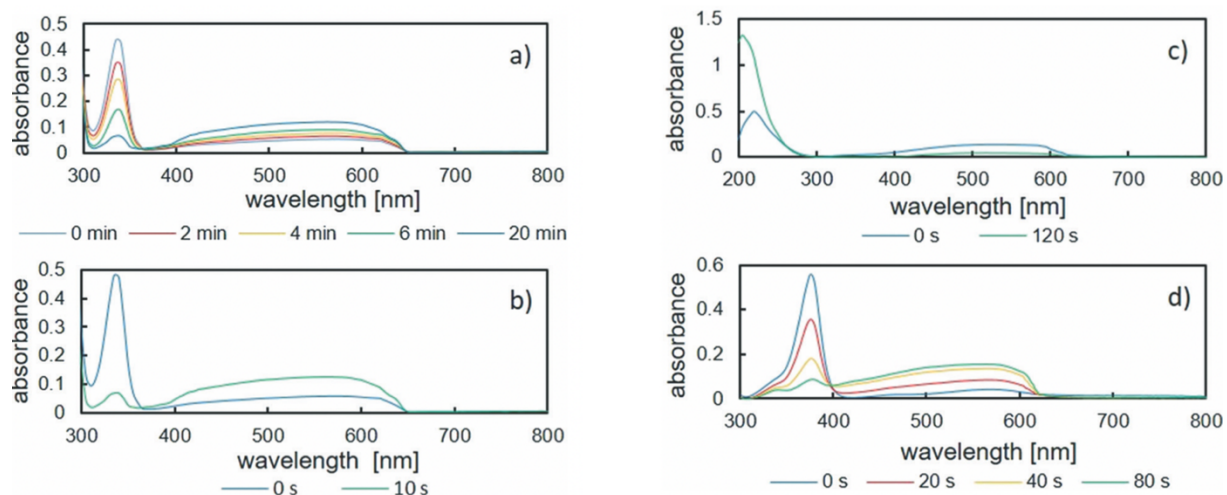 0.5
0.4
0.3
0.2
0.1
0
absorbance
a)
300 400 500 600 700 800
wavelength [nm]
0 min 2 min 4 min 6 min 20 min
0.5
0.4
0.3
0.2
0.1
0
absorbance
b)
300 400 500 600 700 800
wavelength [nm]
0 s 10 s
1.5
1
0.5
0
absorbance
c)
200 300 400 500 600 700 800
wavelength [nm]
0 s 120 s
0.6
0.4
0.2
0
absorbance
d)
300 400 500 600 700 800
wavelength [nm]
0 s 20 s 40 s 80 s